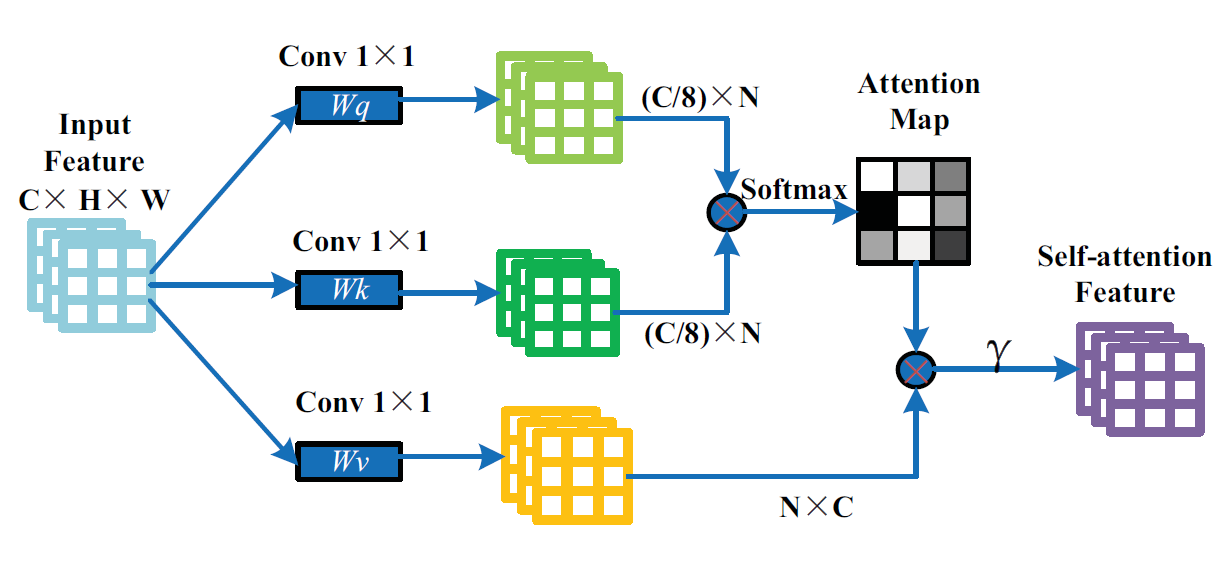 Input
Feature
C× H× W
Conv 1×1
Wq
(C/8)×N
Conv 1×1
Wk
(C/8)×N
Conv 1×1
Wv
N×C
Softmax
Attention
Map
γ
Self-attention
Feature